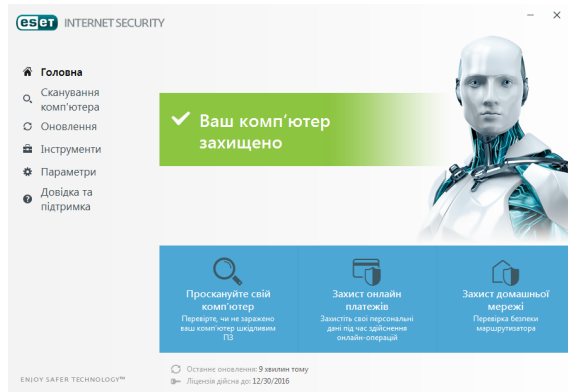 eset INTERNET SECURITY
Головна
Сканування
комп'ютера
Оновлення
Інструменти
Параметри
Довідка та
підтримка
Ваш комп'ютер
захищено
Проскануйте свій
комп'ютер
Перевірте, чи не заражено
ваш комп'ютер шкідливим
ПЗ
Захист онлайн
платежів
Захистіть свої персональні
дані під час здійснення
онлайн-операцій
Захист домашньої
мережі
Перевірка безпеки
маршрутизатора
Останнє оновлення: 9 хвилин тому
Ліцензія дійсна до: 12/30/2016
ENJOY SAFER TECHNOLOGY™